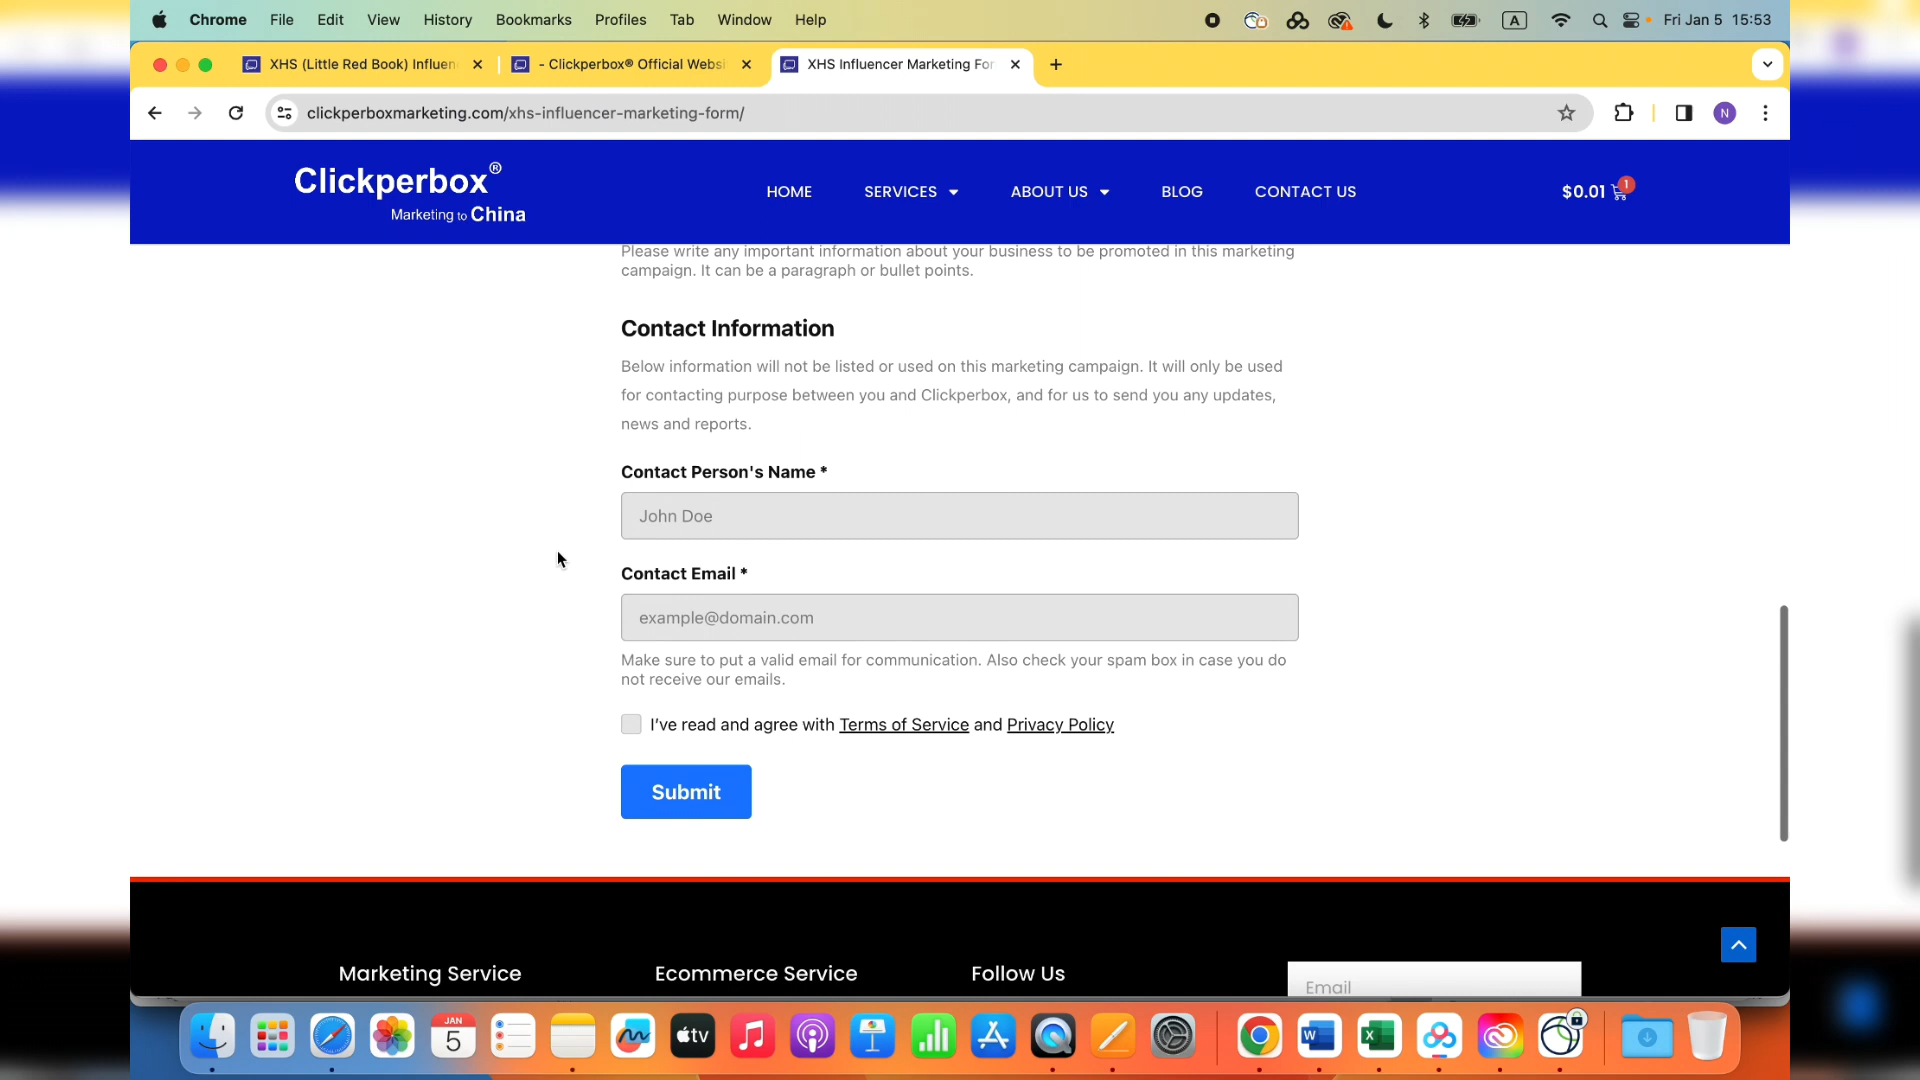 Chrome File Edit View History Bookmarks Profiles Tab Window Help A Fri Jan 5 15:53
XHS (Little Red Book) Influen - Clickperbox® Official Websi XHS Influencer Marketing For
clickperboxmarketing.com/xhs-influencer-marketing-form/ N
Clickperbox®
Marketing to China
HOME SERVICES ABOUT US BLOG CONTACT US $0.01 1
Please write any important information about your business to be promoted in this marketing
campaign. It can be a paragraph or bullet points.
Contact Information
Below information will not be listed or used on this marketing campaign. It will only be used
for contacting purpose between you and Clickperbox, and for us to send you any updates,
news and reports.
Contact Person's Name *
John Doe
Contact Email *
example@domain.com
Make sure to put a valid email for communication. Also check your spam box in case you do
not receive our emails.
I've read and agree with Terms of Service and Privacy Policy
Submit
Marketing Service Ecommerce Service Follow Us
Email
JAN
5
tv
W
X